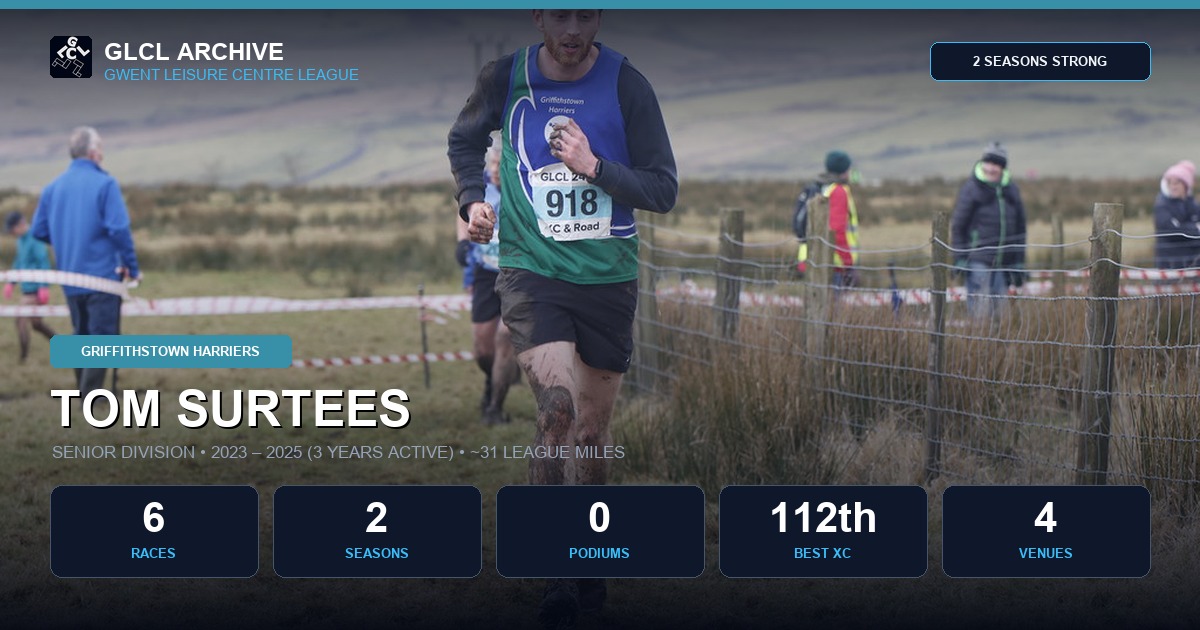 GLCL ARCHIVE
GWENT LEISURE CENTRE LEAGUE
2 SEASONS STRONG
Griffithstown
Harriers
GLCL 24
918
XC & Road
GRIFFITHSTOWN HARRIERS
TOM SURTEES
SENIOR DIVISION • 2023 – 2025 (3 YEARS ACTIVE) • ~31 LEAGUE MILES
6
RACES
2
SEASONS
0
PODIUMS
112th
BEST XC
4
VENUES